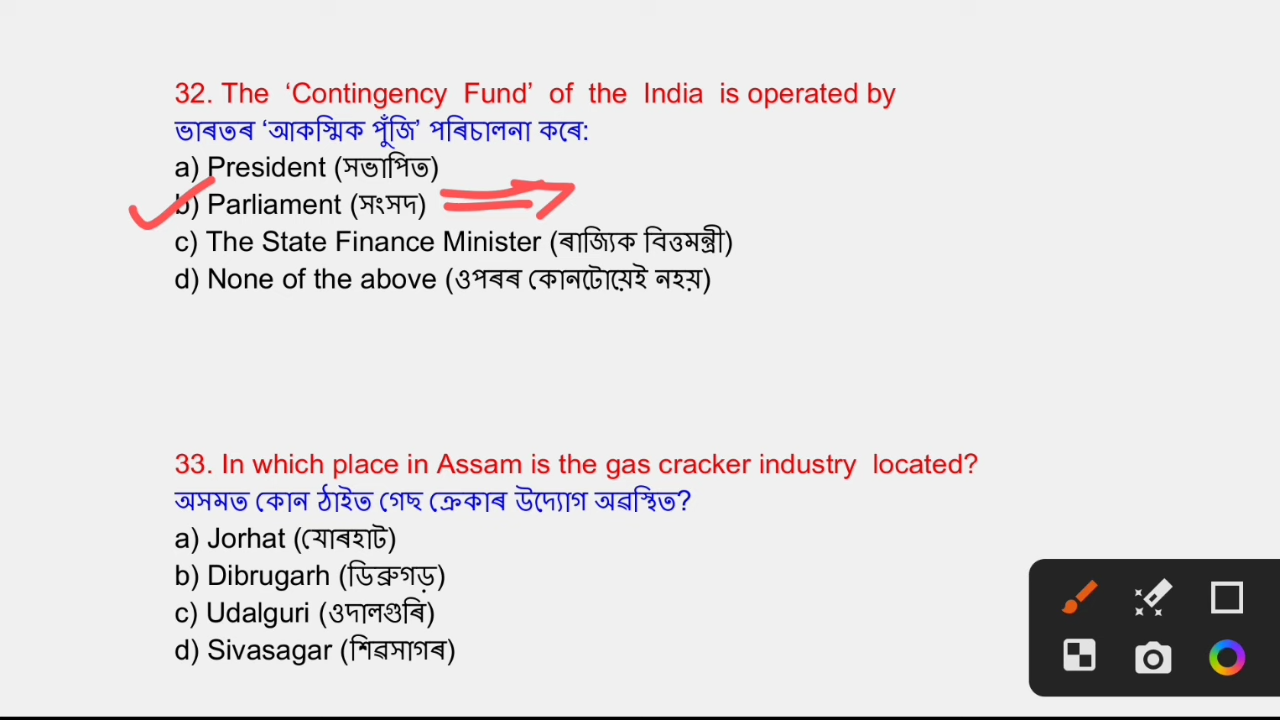 32. The ‘Contingency Fund’ of the India is operated by
ভাৰতৰ ‘আকস্মিক পুঁজি’ পৰিচালনা কৰে:
a) President (সভাপতি)
b) Parliament (সংসদ)
c) The State Finance Minister (ৰাজ্যিক বিত্তমন্ত্ৰী)
d) None of the above (ওপৰৰ কোনটোয়েই নহয়)
33. In which place in Assam is the gas cracker industry located?
অসমত কোন ঠাইত গেছ ক্ৰেকাৰ উদ্যোগ অৱস্থিত?
a) Jorhat (যোৰহাট)
b) Dibrugarh (ডিব্ৰুগড়)
c) Udalguri (ওদালগুৰি)
d) Sivasagar (শিৱসাগৰ)